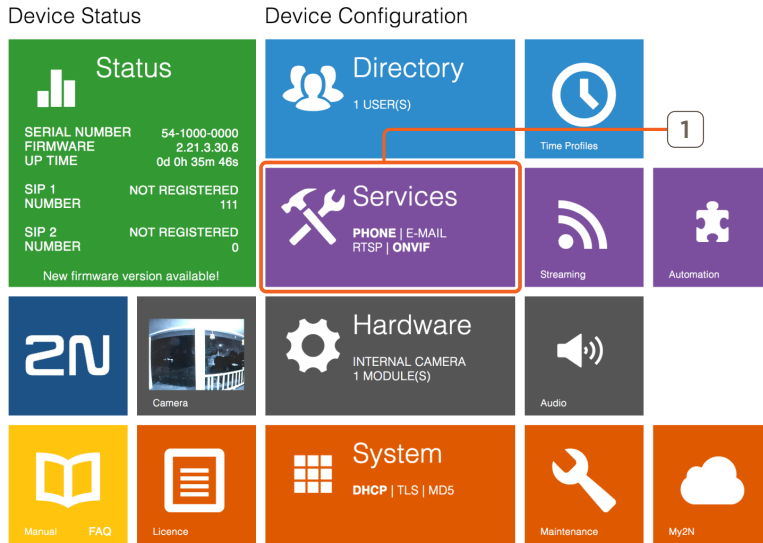 Device Status
Device Configuration
Status
SERIAL NUMBER 54-1000-0000
FIRMWARE 2.21.3.30.6
UP TIME 0d 0h 35m 46s
SIP 1 NOT REGISTERED
NUMBER 111
SIP 2 NOT REGISTERED
NUMBER 0
New firmware version available!
Directory
1 USER(S)
Time Profiles
1
Services
PHONE | E-MAIL
RTSP | ONVIF
Streaming
Automation
2N
Camera
Hardware
INTERNAL CAMERA
1 MODULE(S)
Audio
Manual FAQ
Licence
System
DHCP | TLS | MD5
Maintenance
My2N